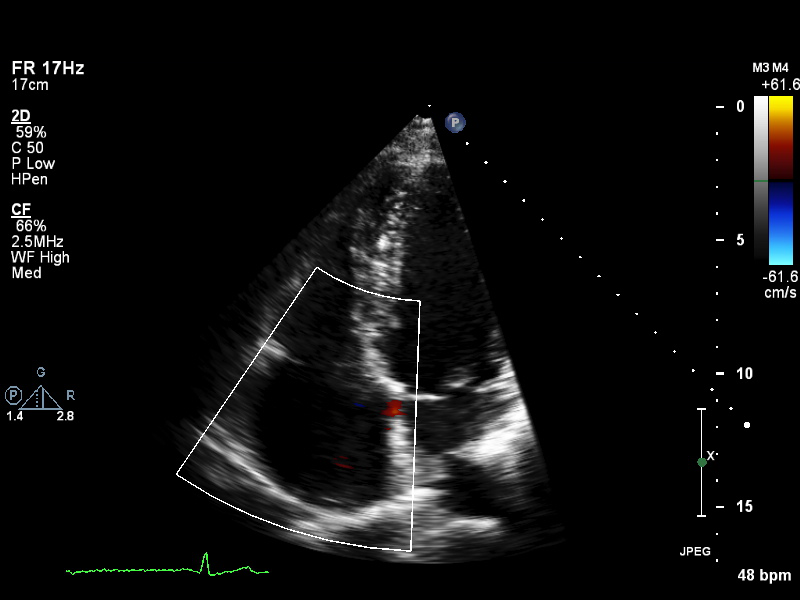 FR 17Hz
17cm
2D
59%
C 50
P Low
HPen
CF
66%
2.5MHz
WF High
Med
G
P R
1.4 2.8
P
0
5
10
15
X
M3 M4
+61.6
-61.6
cm/s
JPEG
48 bpm